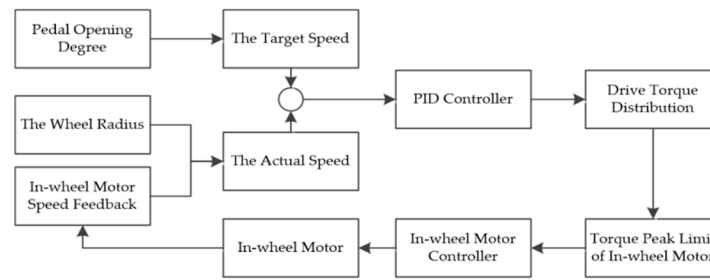 Pedal Opening
Degree
The Target Speed
The Wheel Radius
PID Controller
Drive Torque
Distribution
The Actual Speed
In-wheel Motor
Speed Feedback
In-wheel Motor
In-wheel Motor
Controller
Torque Peak Limi
of In-wheel Motor